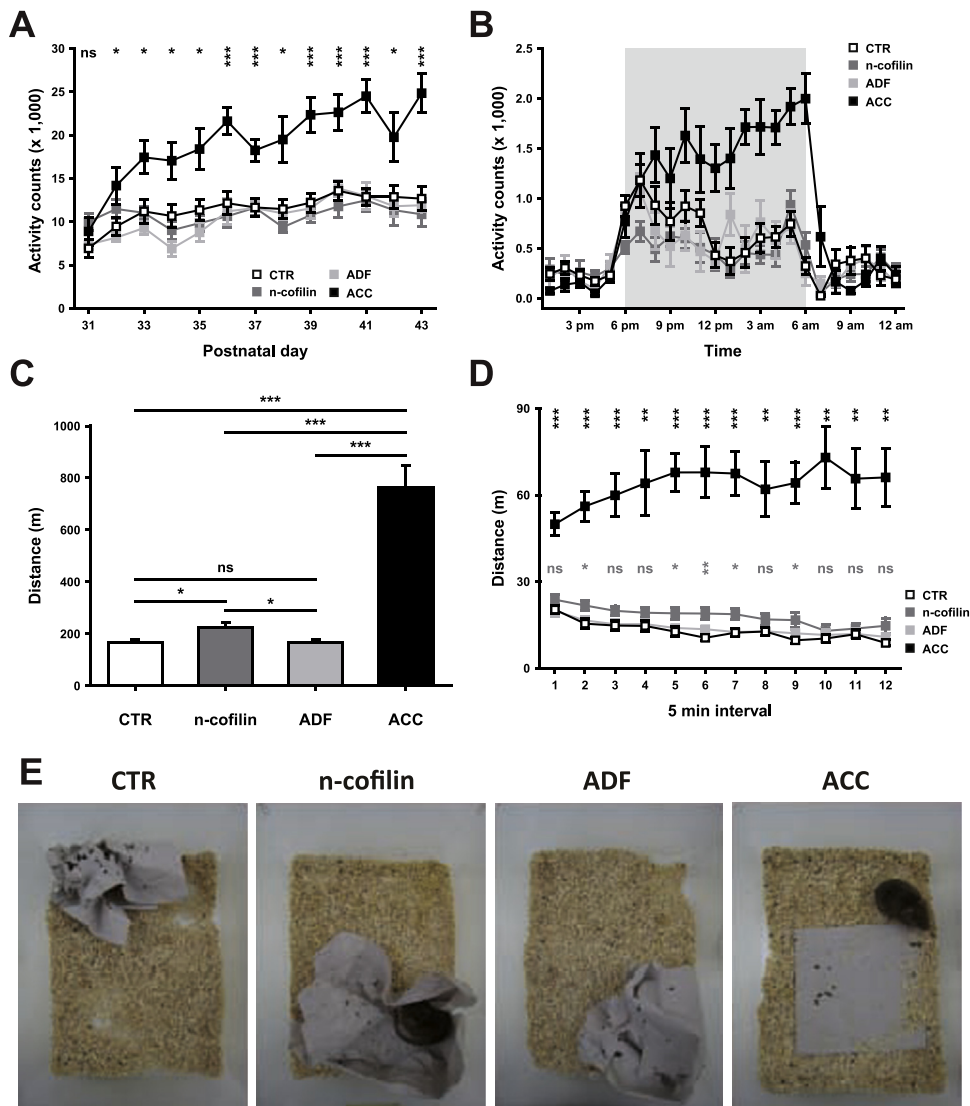 A
ns * * * * *** *** * *** *** *** * ***
30
25
20
15
10
5
0
Activity counts (x 1,000)
CTR
n-cofilin
ADF
ACC
31 33 35 37 39 41 43
Postnatal day
B
2.5
2.0
1.5
1.0
0.5
0.0
Activity counts (x 1,000)
CTR
n-cofilin
ADF
ACC
3 pm 6 pm 9 pm 12 pm 3 am 6 am 9 am 12 am
Time
C
***
***
***
ns
*
*
1000
800
600
400
200
0
Distance (m)
CTR n-cofilin ADF ACC
D
*** *** *** ** *** *** *** ** *** ** ** **
90
60
30
0
Distance (m)
ns * ns ns * ** * ns * ns ns ns
CTR
n-cofilin
ADF
ACC
1 2 3 4 5 6 7 8 9 10 11 12
5 min interval
E
CTR n-cofilin ADF ACC